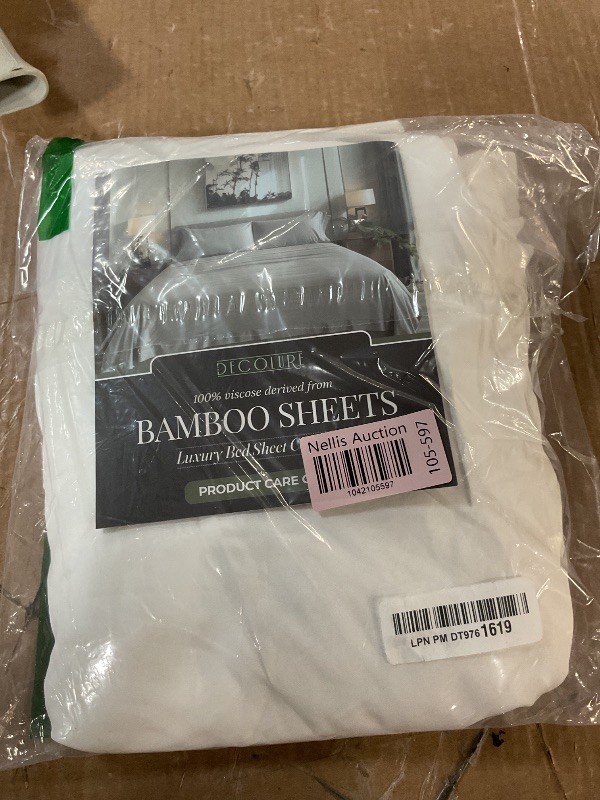 DECOLURE
100% viscose derived from
BAMBOO SHEETS
Luxury Bed Sheet C
PRODUCT CARE
Nellis Auction
1042105597
105-597
LPN PM DT9761619